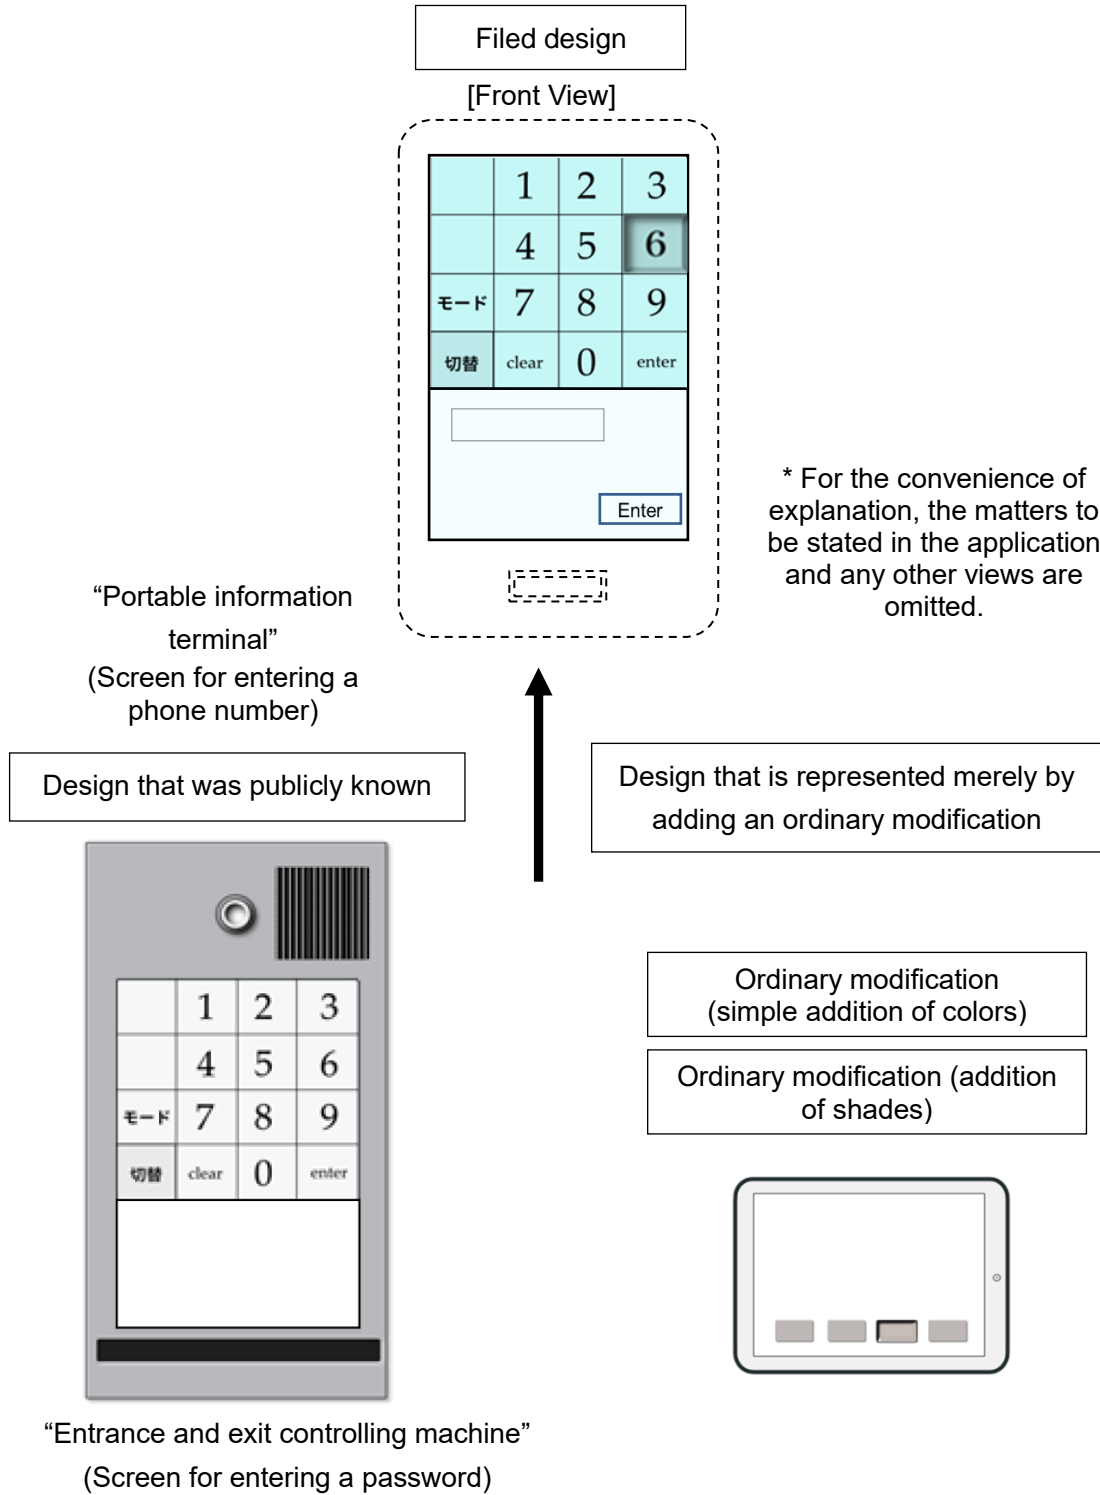 Filed design
[Front View]
1 2 3
4 5 6
モード 7 8 9
切替 clear 0 enter
Enter
* For the convenience of
explanation, the matters to
be stated in the application
and any other views are
omitted.
“Portable information
terminal”
(Screen for entering a
phone number)
Design that was publicly known
Design that is represented merely by
adding an ordinary modification
1 2 3
4 5 6
モード 7 8 9
切替 clear 0 enter
Ordinary modification
(simple addition of colors)
Ordinary modification (addition
of shades)
“Entrance and exit controlling machine”
(Screen for entering a password)